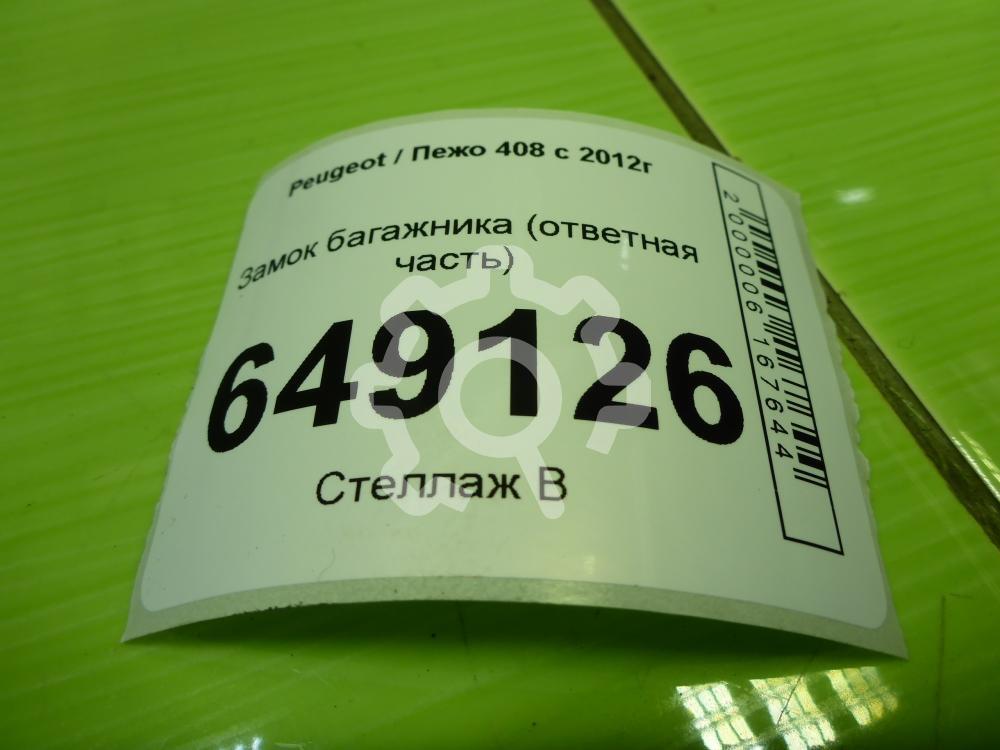 Peugeot / Пежо 408 с 2012г
Замок багажника (ответная
часть)
649126
Стеллаж В
2000006167644